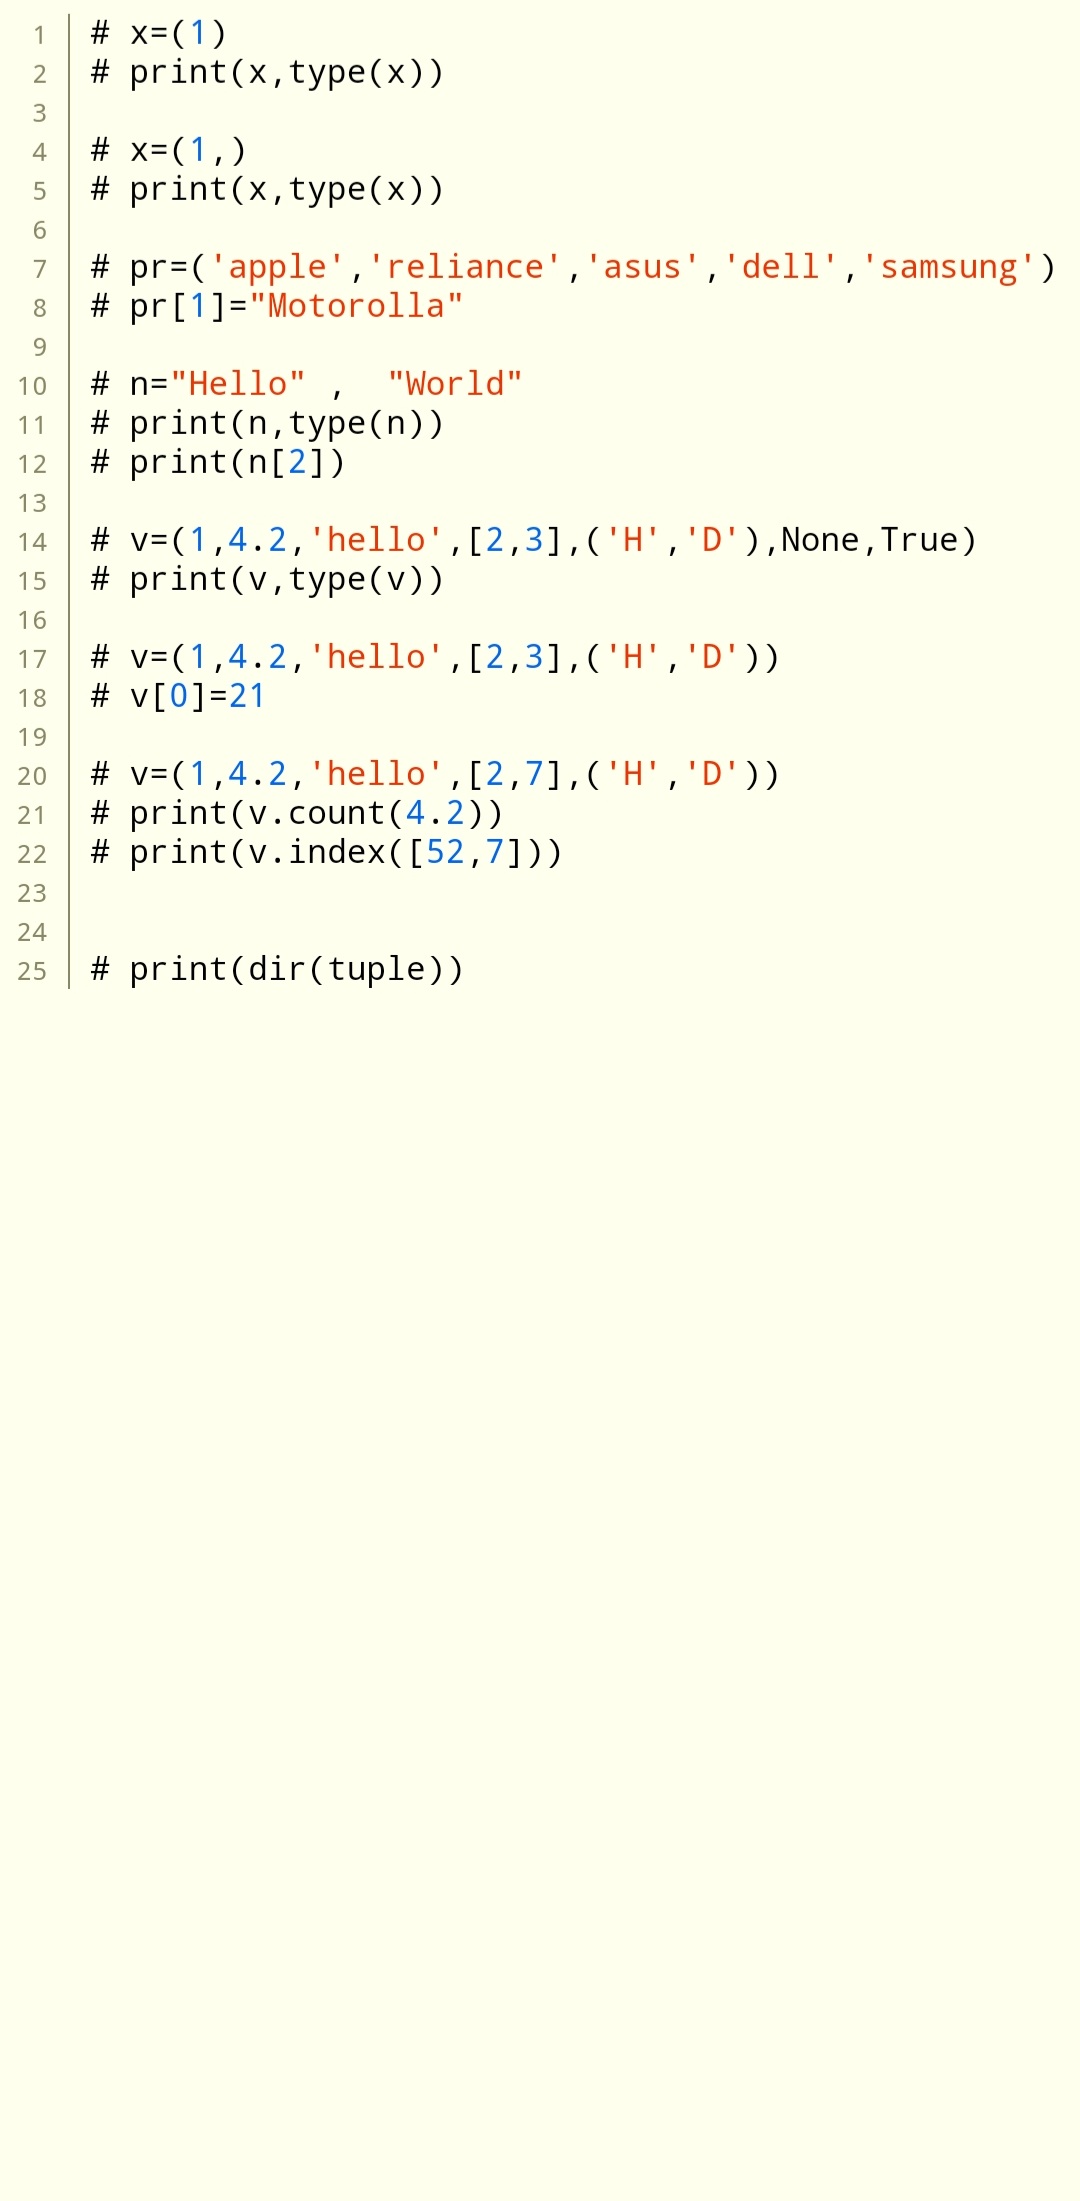 1 # x=(1)
2 # print(x,type(x))
3
4 # x=(1,)
5 # print(x,type(x))
6
7 # pr=('apple','reliance','asus','dell','samsung')
8 # pr[1]="Motorolla"
9
10 # n="Hello" ,  "World"
11 # print(n,type(n))
12 # print(n[2])
13
14 # v=(1,4.2,'hello',[2,3],('H','D'),None,True)
15 # print(v,type(v))
16
17 # v=(1,4.2,'hello',[2,3],('H','D'))
18 # v[0]=21
19
20 # v=(1,4.2,'hello',[2,7],('H','D'))
21 # print(v.count(4.2))
22 # print(v.index([52,7]))
23
24
25 # print(dir(tuple))